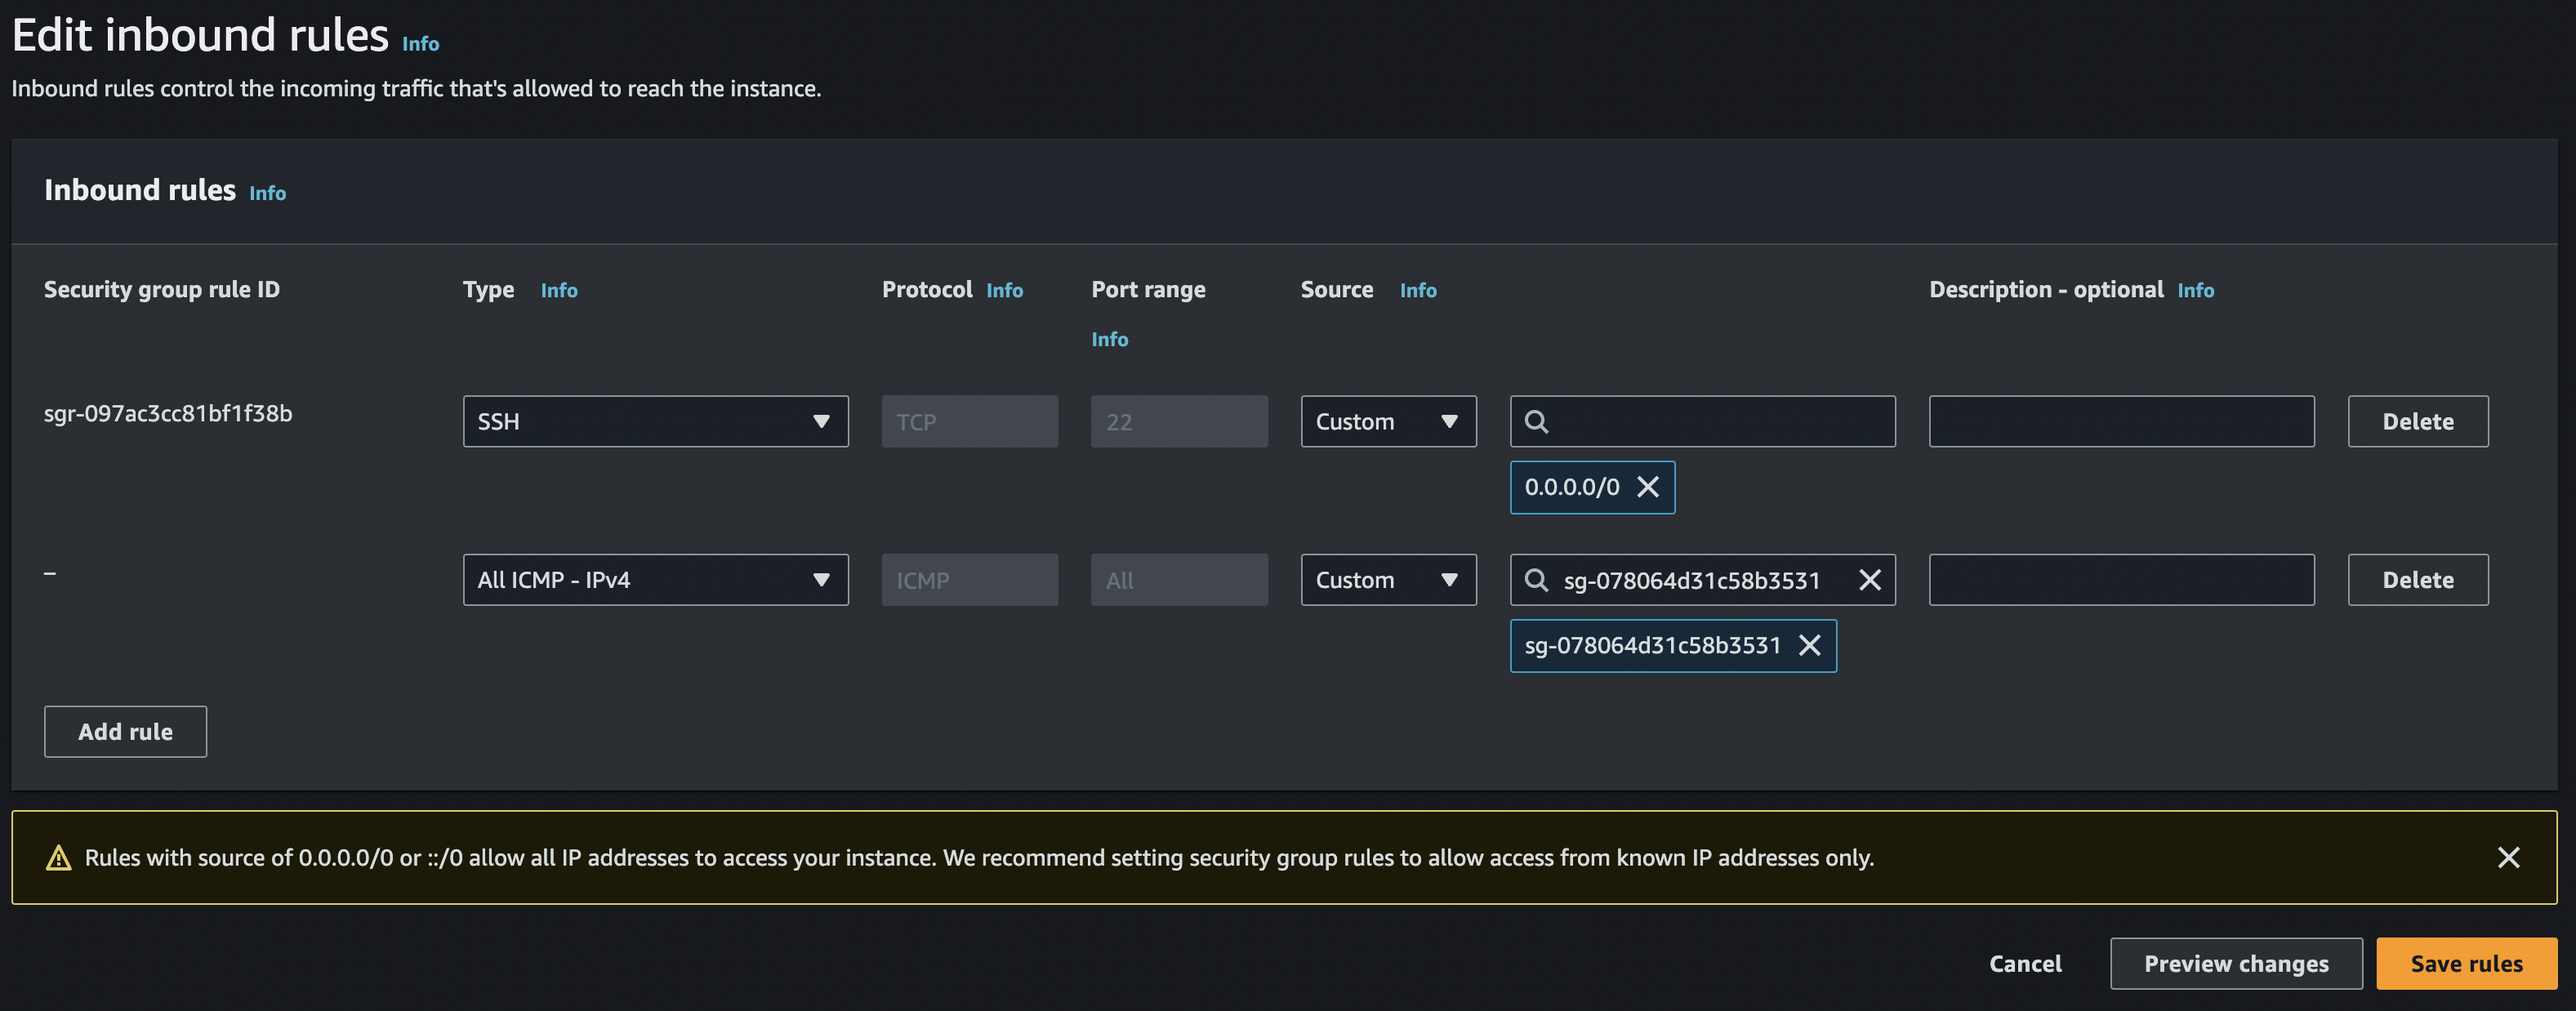 Edit inbound rules Info
Inbound rules control the incoming traffic that's allowed to reach the instance.
Inbound rules Info
Security group rule ID Type Info Protocol Info Port range Info Source Info Description - optional Info
sgr-097ac3cc81bf1f38b SSH TCP 22 Custom Delete
0.0.0.0/0
– All ICMP - IPv4 ICMP All Custom sg-078064d31c58b3531 Delete
sg-078064d31c58b3531
Add rule
Rules with source of 0.0.0.0/0 or ::/0 allow all IP addresses to access your instance. We recommend setting security group rules to allow access from known IP addresses only.
Cancel Preview changes Save rules